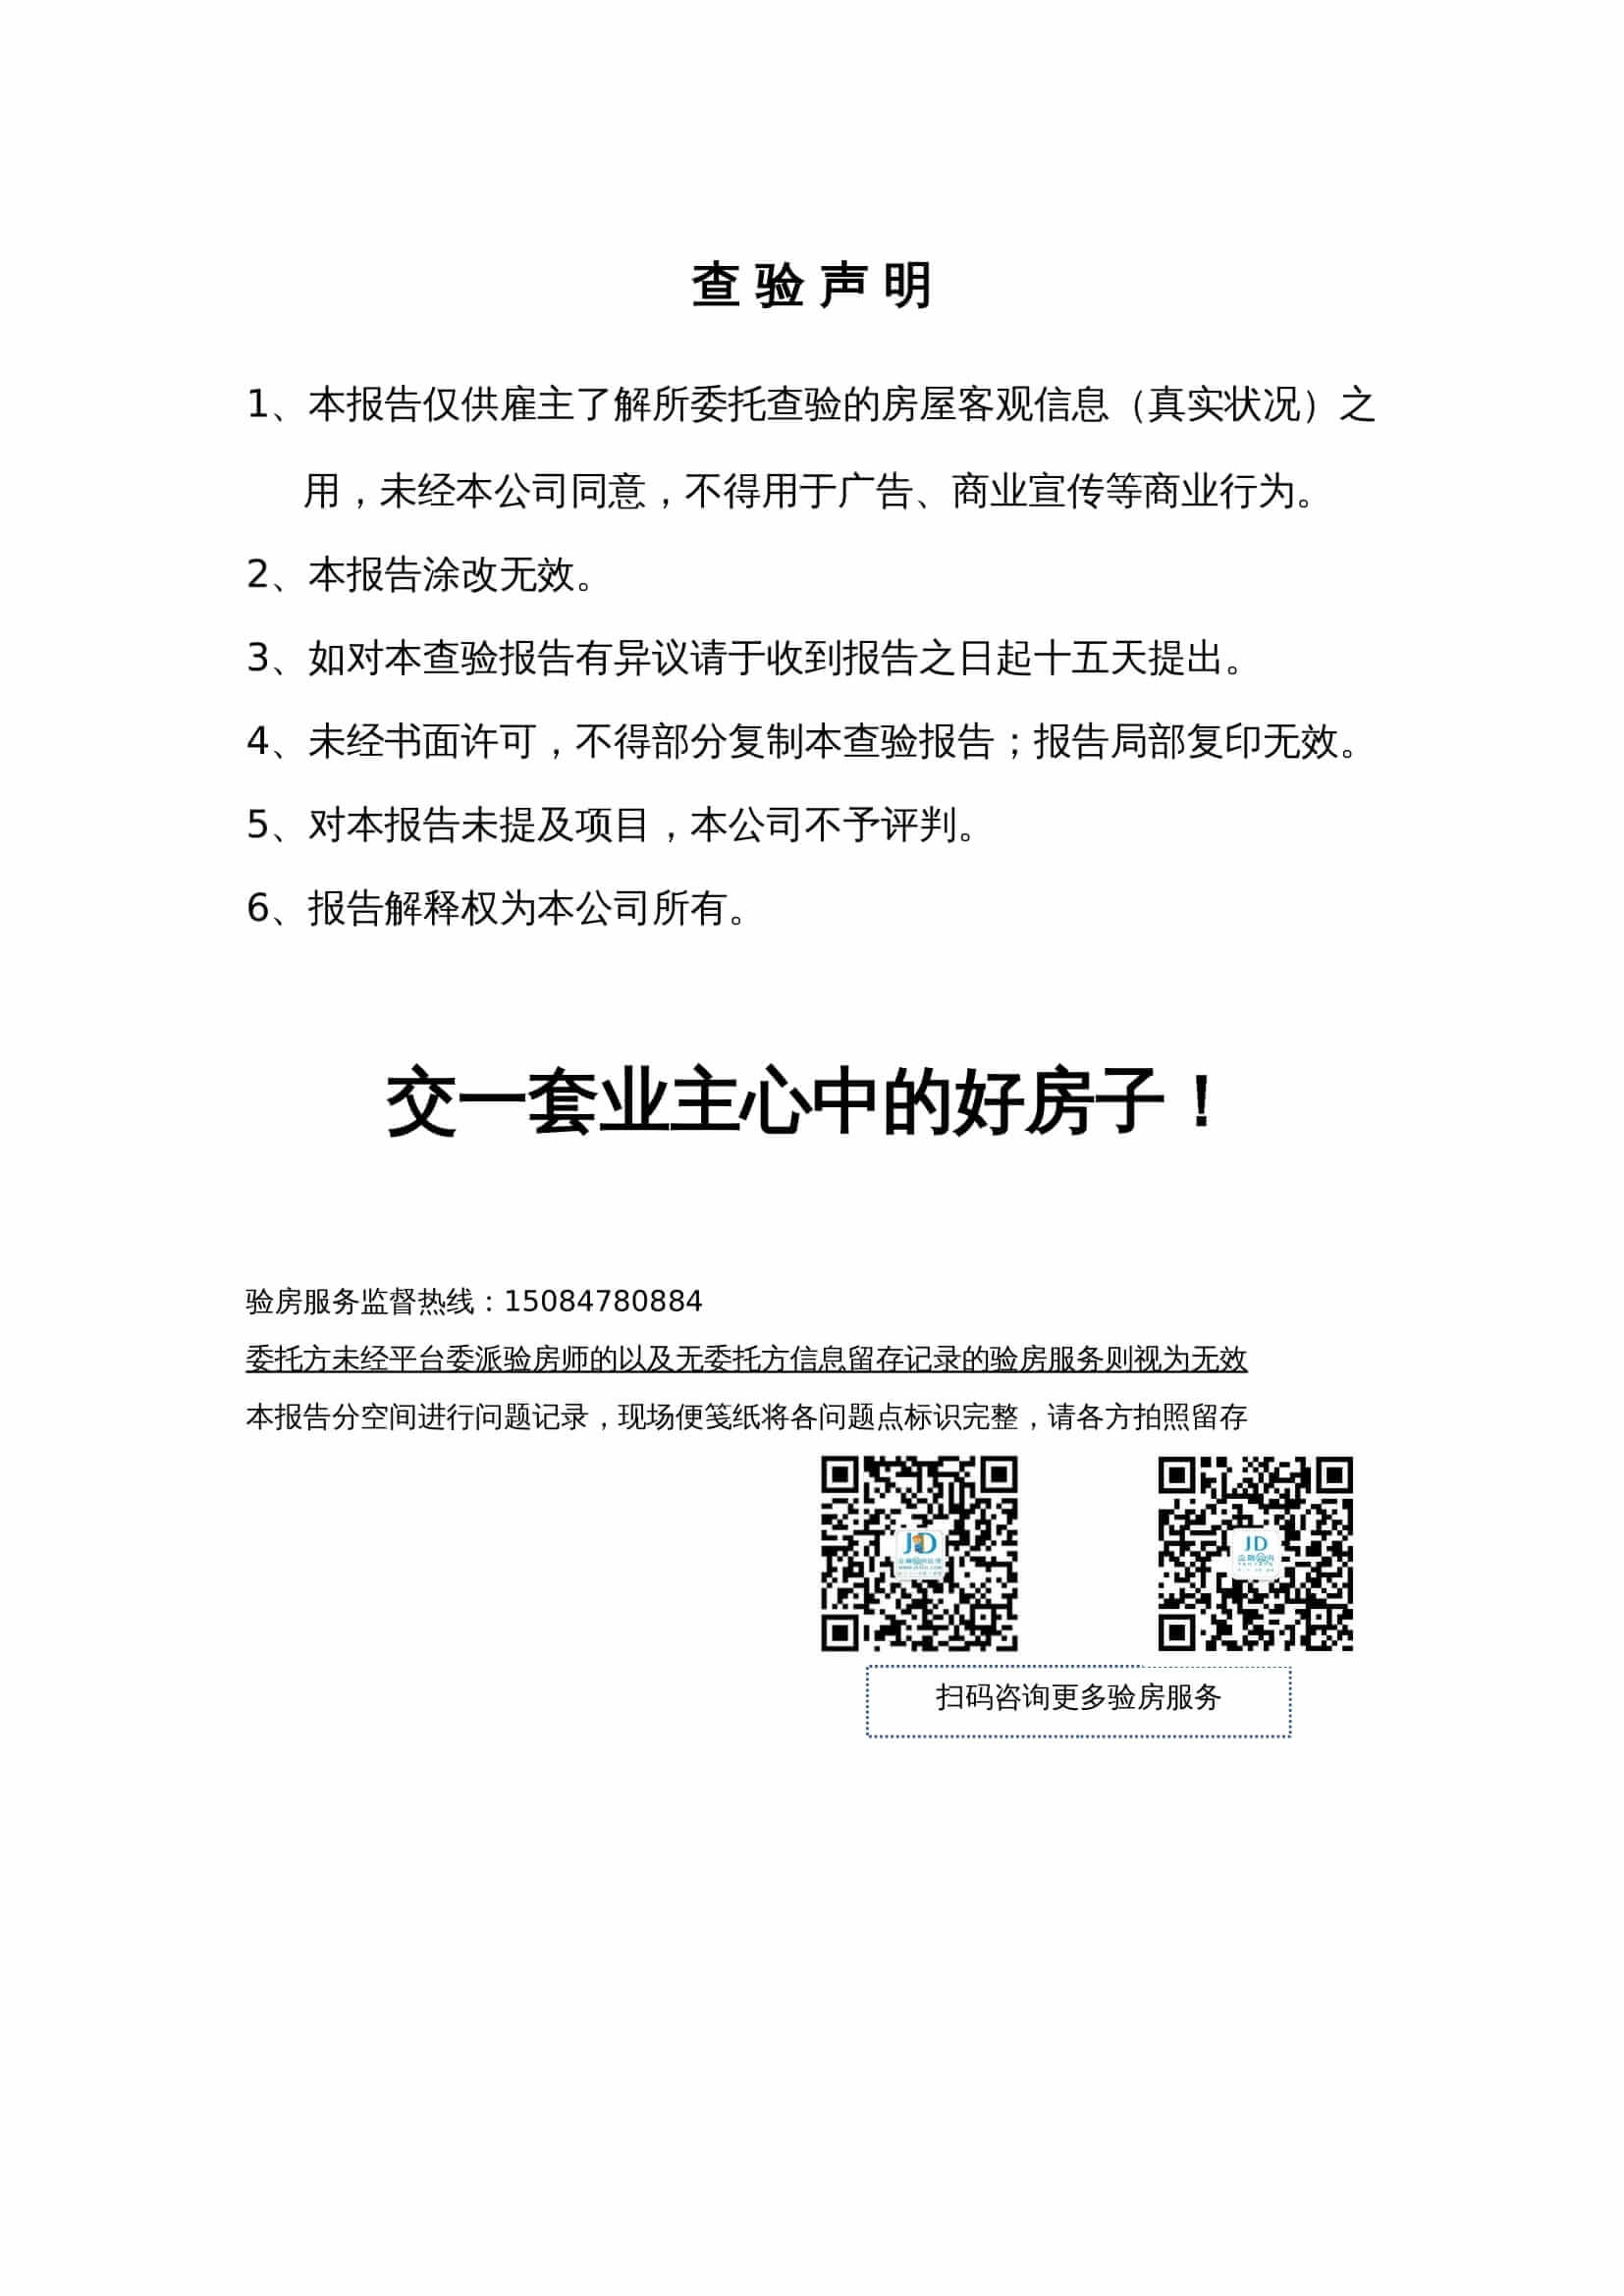 查 验 声 明
1、本报告仅供雇主了解所委托查验的房屋客观信息（真实状况）之
用，未经本公司同意，不得用于广告、商业宣传等商业行为。
2、本报告涂改无效。
3、如对本查验报告有异议请于收到报告之日起十五天提出。
4、未经书面许可，不得部分复制本查验报告；报告局部复印无效。
5、对本报告未提及项目，本公司不予评判。
6、报告解释权为本公司所有。
交一套业主心中的好房子！
验房服务监督热线：15084780884
委托方未经平台委派验房师的以及无委托方信息留存记录的验房服务则视为无效
本报告分空间进行问题记录，现场便笺纸将各问题点标识完整，请各方拍照留存
JD
JD
扫码咨询更多验房服务